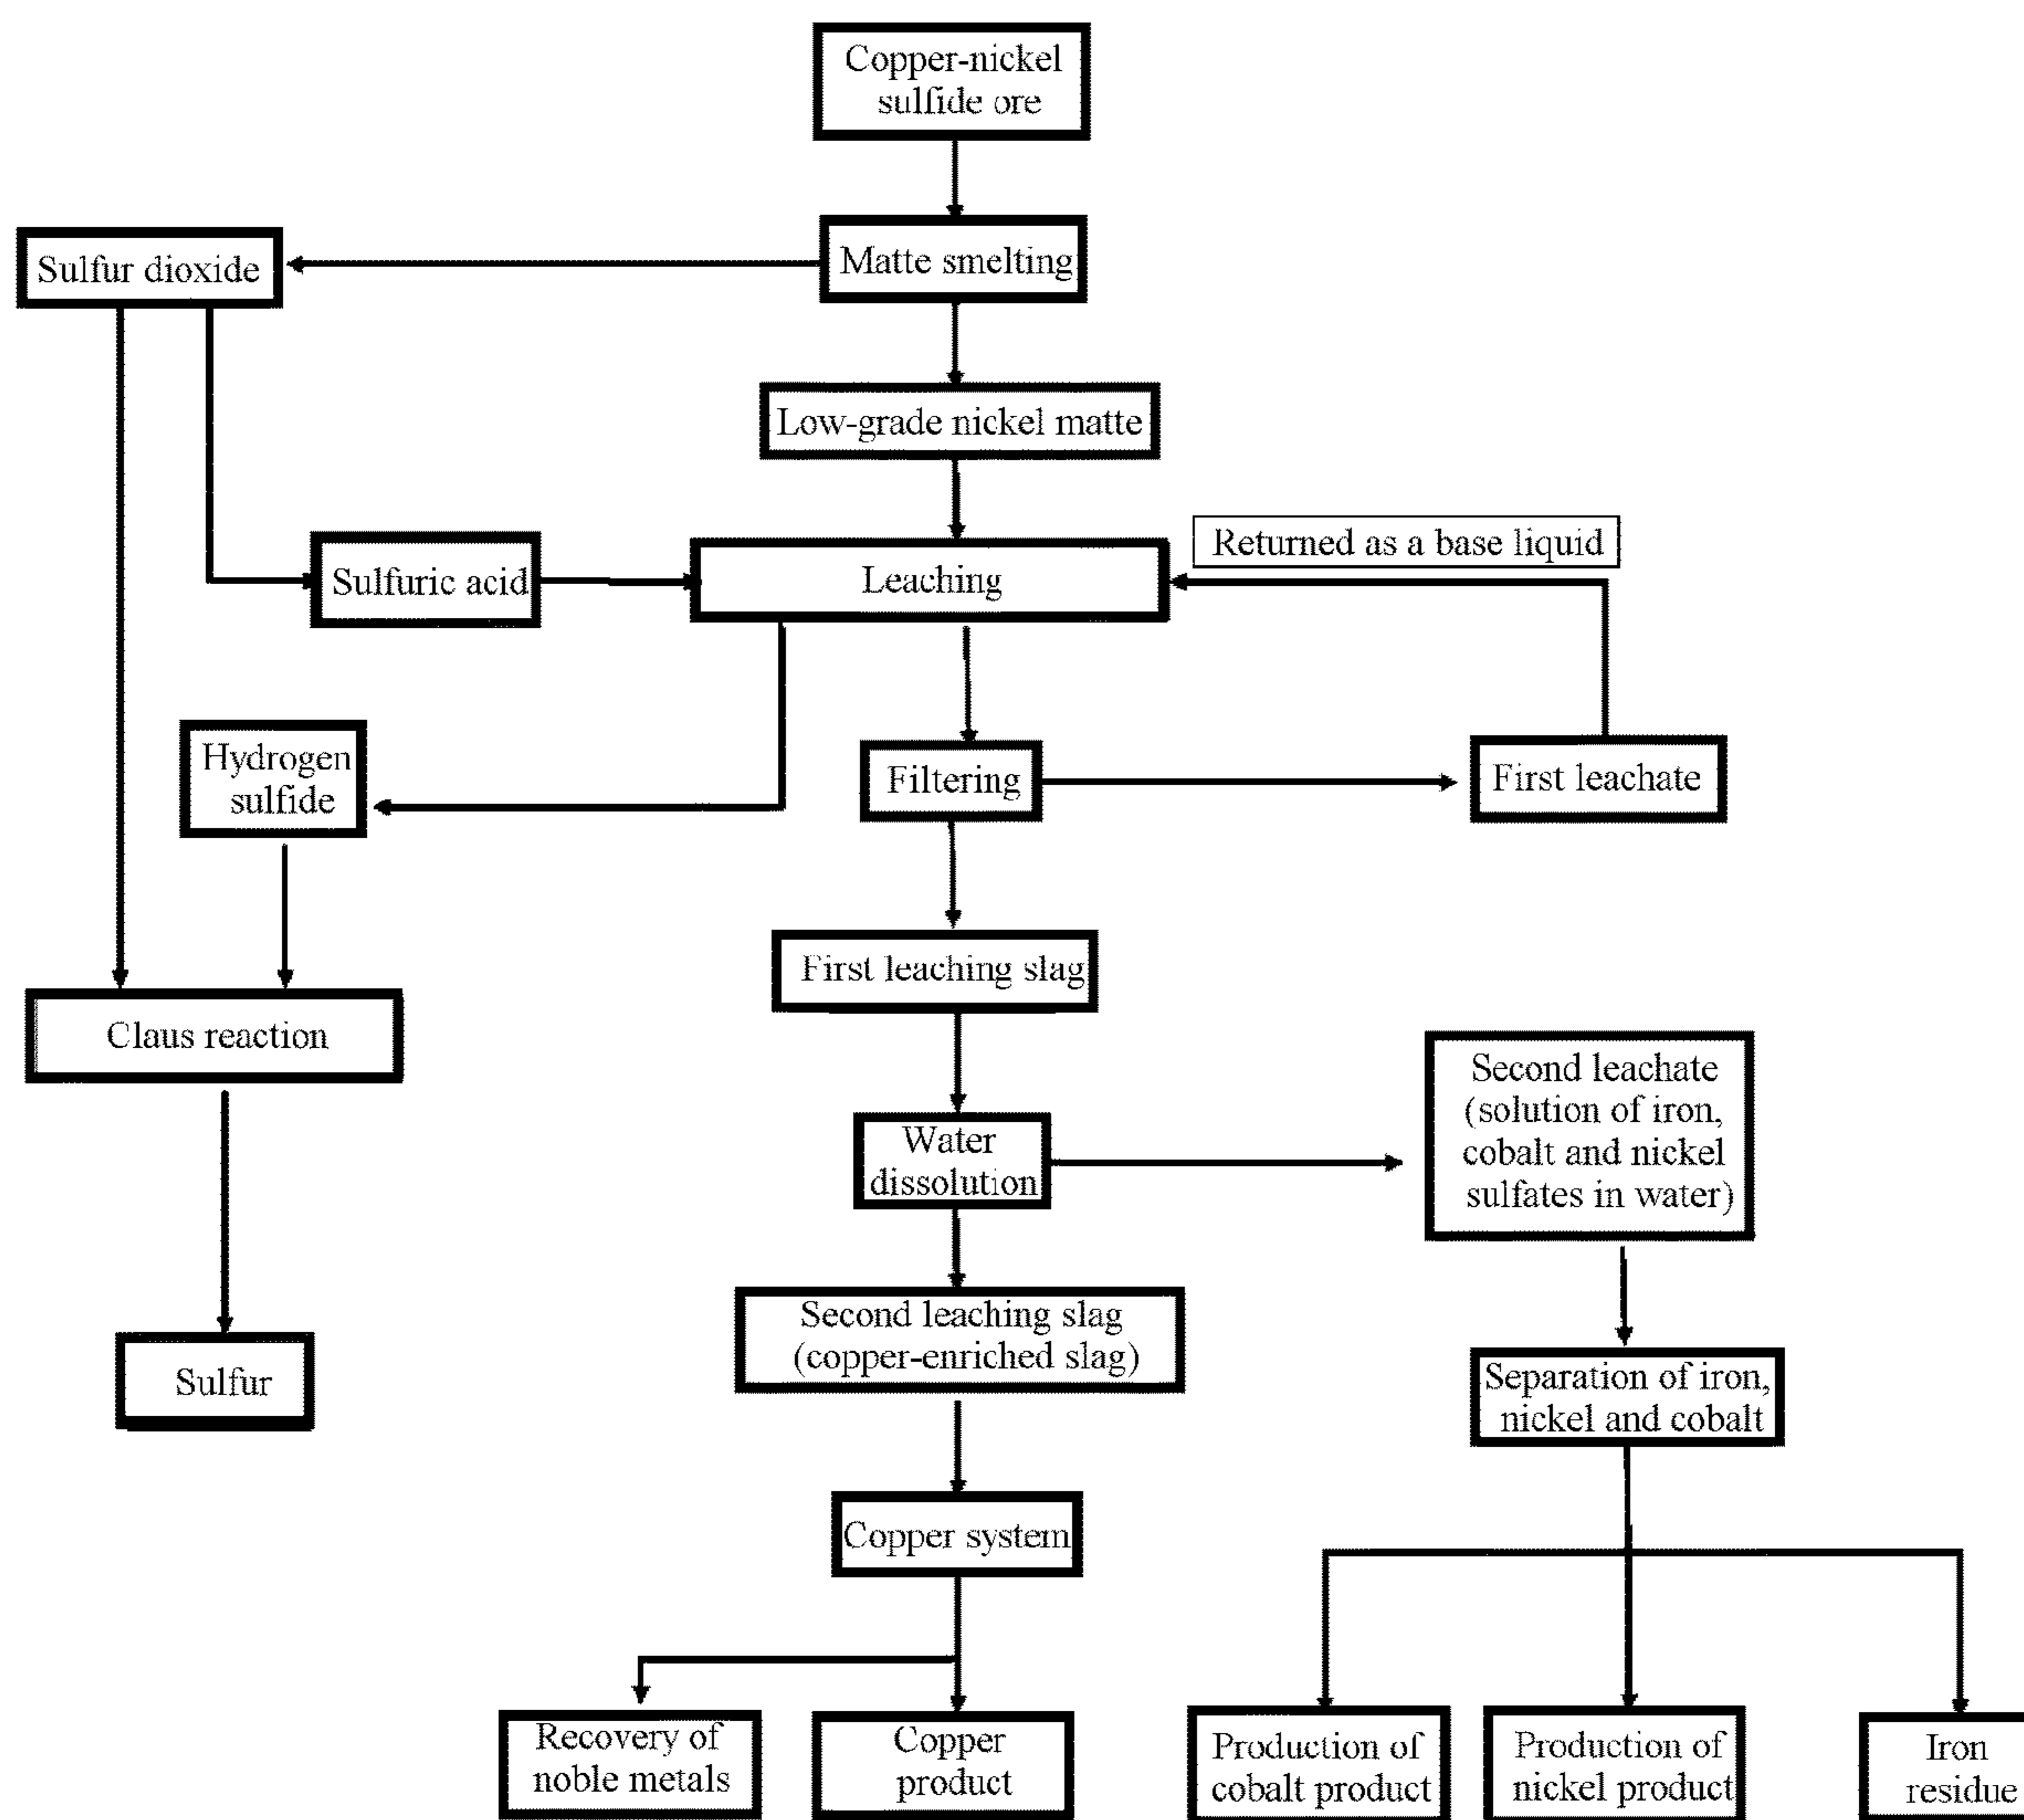 Copper-nickel
sulfide ore
Sulfur dioxide
Matte smelting
Low-grade nickel matte
Returned as a base liquid
Sulfuric acid
Leaching
Hydrogen
sulfide
Filtering
First leachate
First leaching slag
Claus reaction
Second leachate
(solution of iron,
cobalt and nickel
sulfates in water)
Water
dissolution
Second leaching slag
(copper-enriched slag)
Sulfur
Separation of iron,
nickel and cobalt
Copper system
Recovery of
noble metals
Copper
product
Production of
cobalt product
Production of
nickel product
Iron
residue